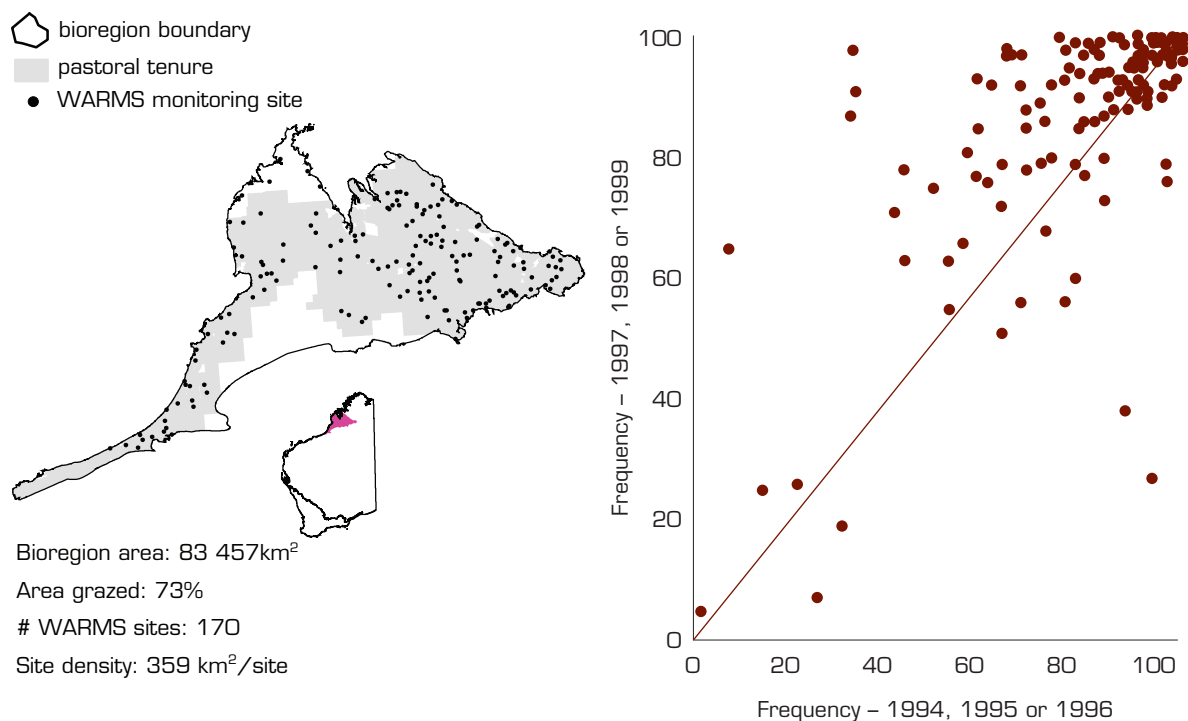 bioregion boundary
pastoral tenure
WARMS monitoring site
Bioregion area: 83 457km²
Area grazed: 73%
# WARMS sites: 170
Site density: 359 km²/site
Frequency – 1997, 1998 or 1999
100
80
60
40
20
0
0 20 40 60 80 100
Frequency – 1994, 1995 or 1996